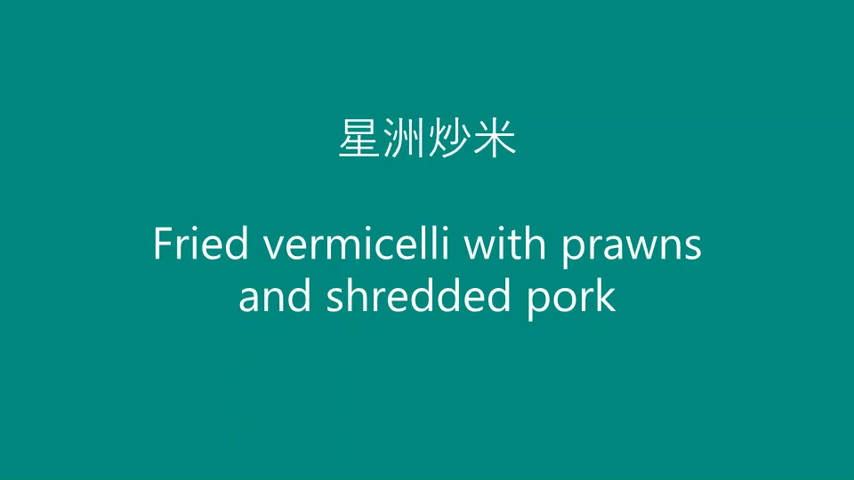 星洲炒米
Fried vermicelli with prawns
and shredded pork